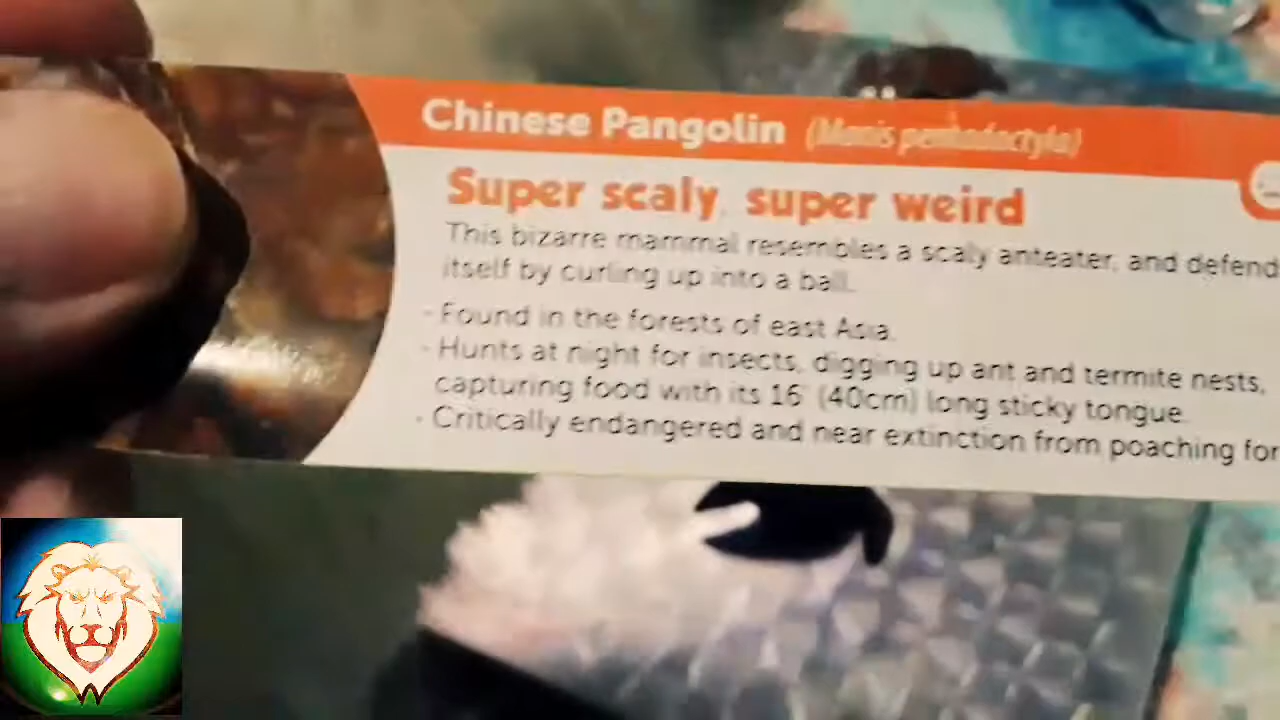 Chinese Pangolin (Manis pentadactyla)
Super scaly, super weird
This bizarre mammal resembles a scaly anteater, and defend
itself by curling up into a ball.
- Found in the forests of east Asia.
- Hunts at night for insects, digging up ant and termite nests,
capturing food with its 16" (40cm) long sticky tongue.
- Critically endangered and near extinction from poaching for